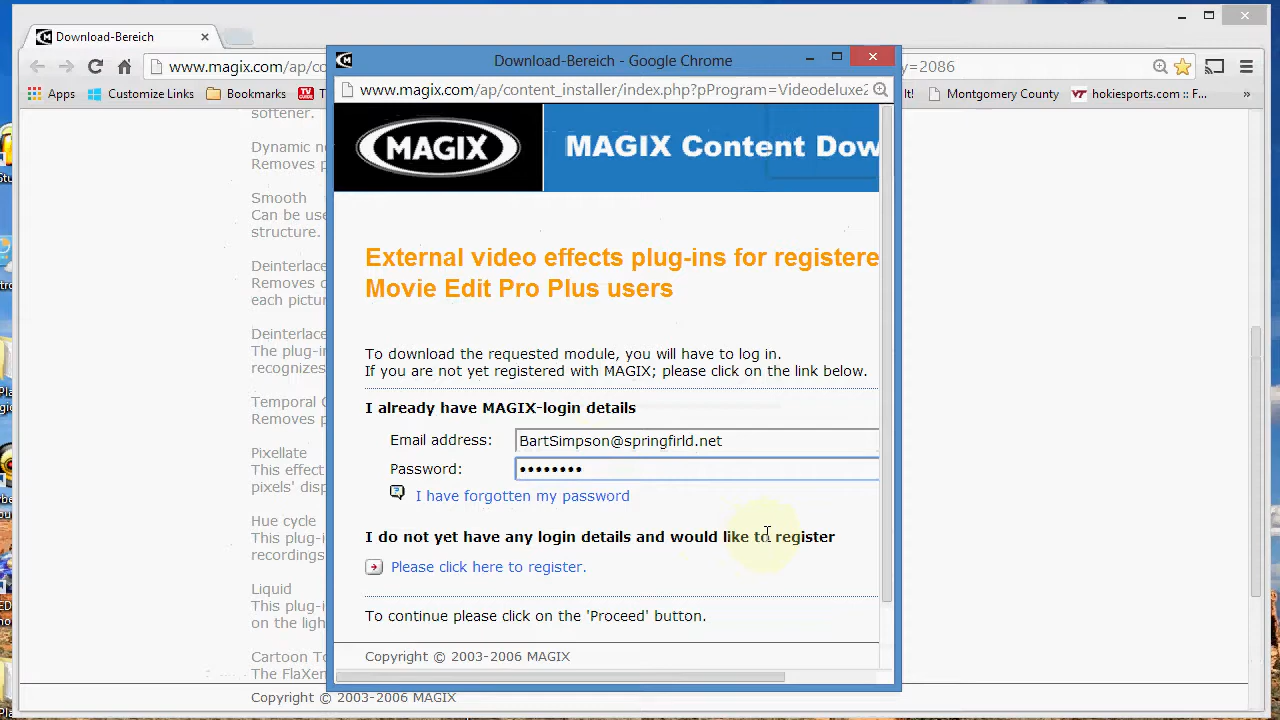 Download-Bereich
www.magix.com/ap/co
y=2086
Apps
Customize Links
Bookmarks
TV GUIDE
T
It!
Montgomery County
hokiesports.com :: F...
»
softener.
Dynamic no
Removes p
Smooth
Can be use
structure.
Deinterlace
Removes d
each pictur
Deinterlace
The plug-in
recognizes
Temporal C
Removes p
Pixellate
This effect
pixels' disp
Hue cycle
This plug-in
recordings
Liquid
This plug-i
on the ligh
Cartoon To
The FlaXen
Copyright © 2003-2006 MAGIX
Download-Bereich - Google Chrome
www.magix.com/ap/content_installer/index.php?pProgram=Videodeluxe2
MAGIX
MAGIX Content Dow
External video effects plug-ins for registere
Movie Edit Pro Plus users
To download the requested module, you will have to log in.
If you are not yet registered with MAGIX; please click on the link below.
I already have MAGIX-login details
Email address:
BartSimpson@springfirld.net
Password:
••••••••
I have forgotten my password
I do not yet have any login details and would like to register
Please click here to register.
To continue please click on the 'Proceed' button.
Copyright © 2003-2006 MAGIX